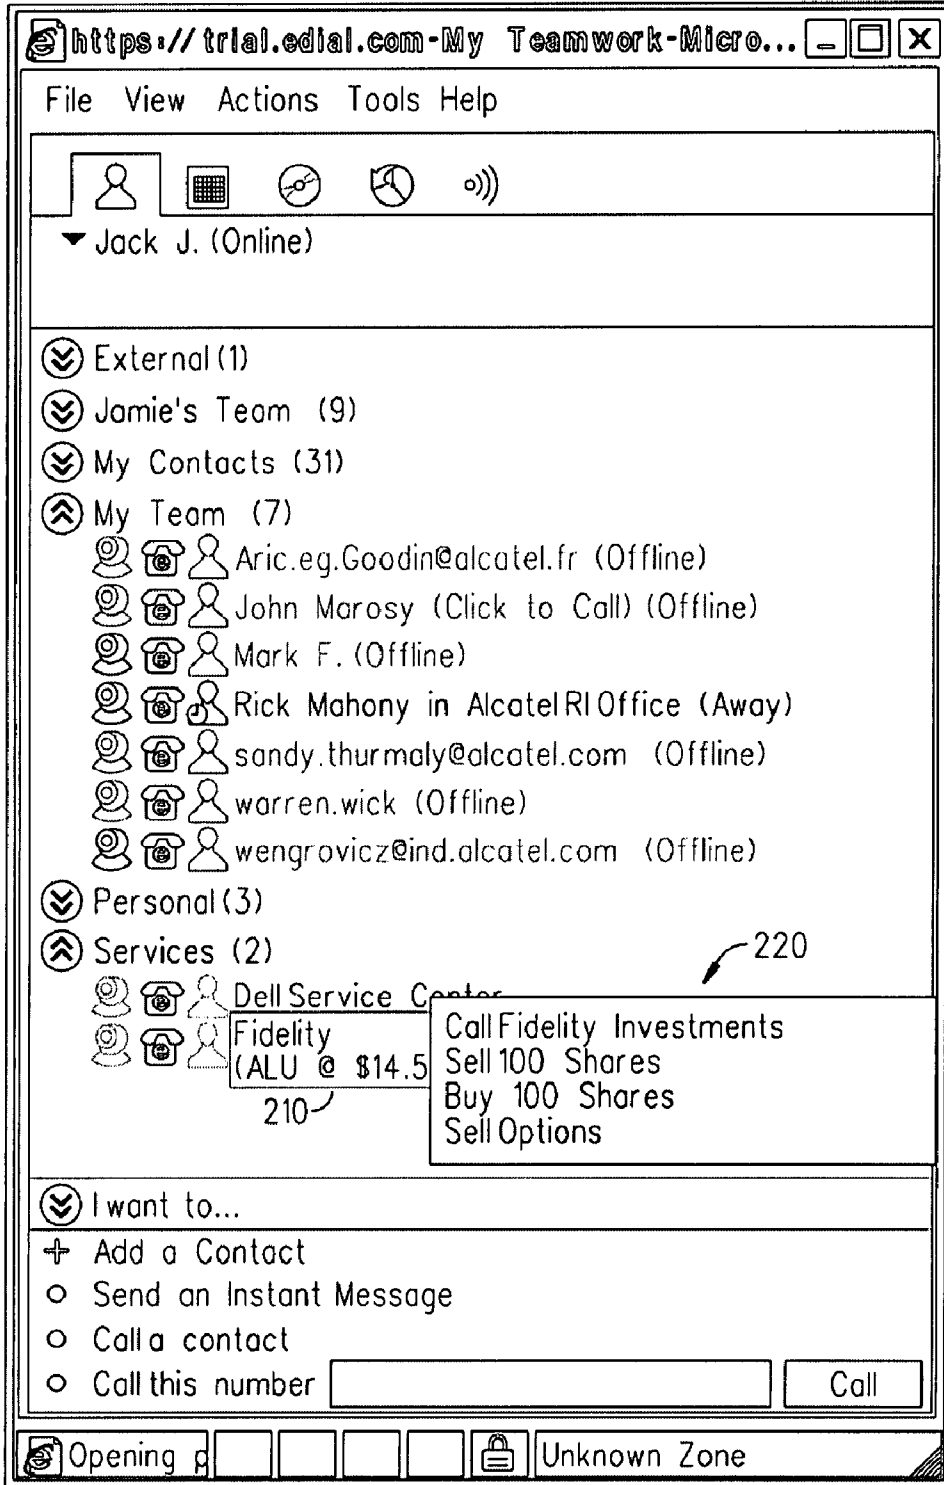 https://trial.edial.com-My Teamwork-Micro...
File View Actions Tools Help
Jack J. (Online)
External (1)
Jamie's Team (9)
My Contacts (31)
My Team (7)
Aric.eg.Goodin@alcatel.fr (Offline)
John Marosy (Click to Call) (Offline)
Mark F. (Offline)
Rick Mahony in Alcatel RI Office (Away)
sandy.thurmaly@alcatel.com (Offline)
warren.wick (Offline)
wengrovicz@ind.alcatel.com (Offline)
Personal (3)
Services (2)
220
Dell Service Center
Fidelity
(ALU @ $14.5
210
Call Fidelity Investments
Sell 100 Shares
Buy 100 Shares
Sell Options
I want to...
Add a Contact
Send an Instant Message
Call a contact
Call this number
Call
Opening p
Unknown Zone